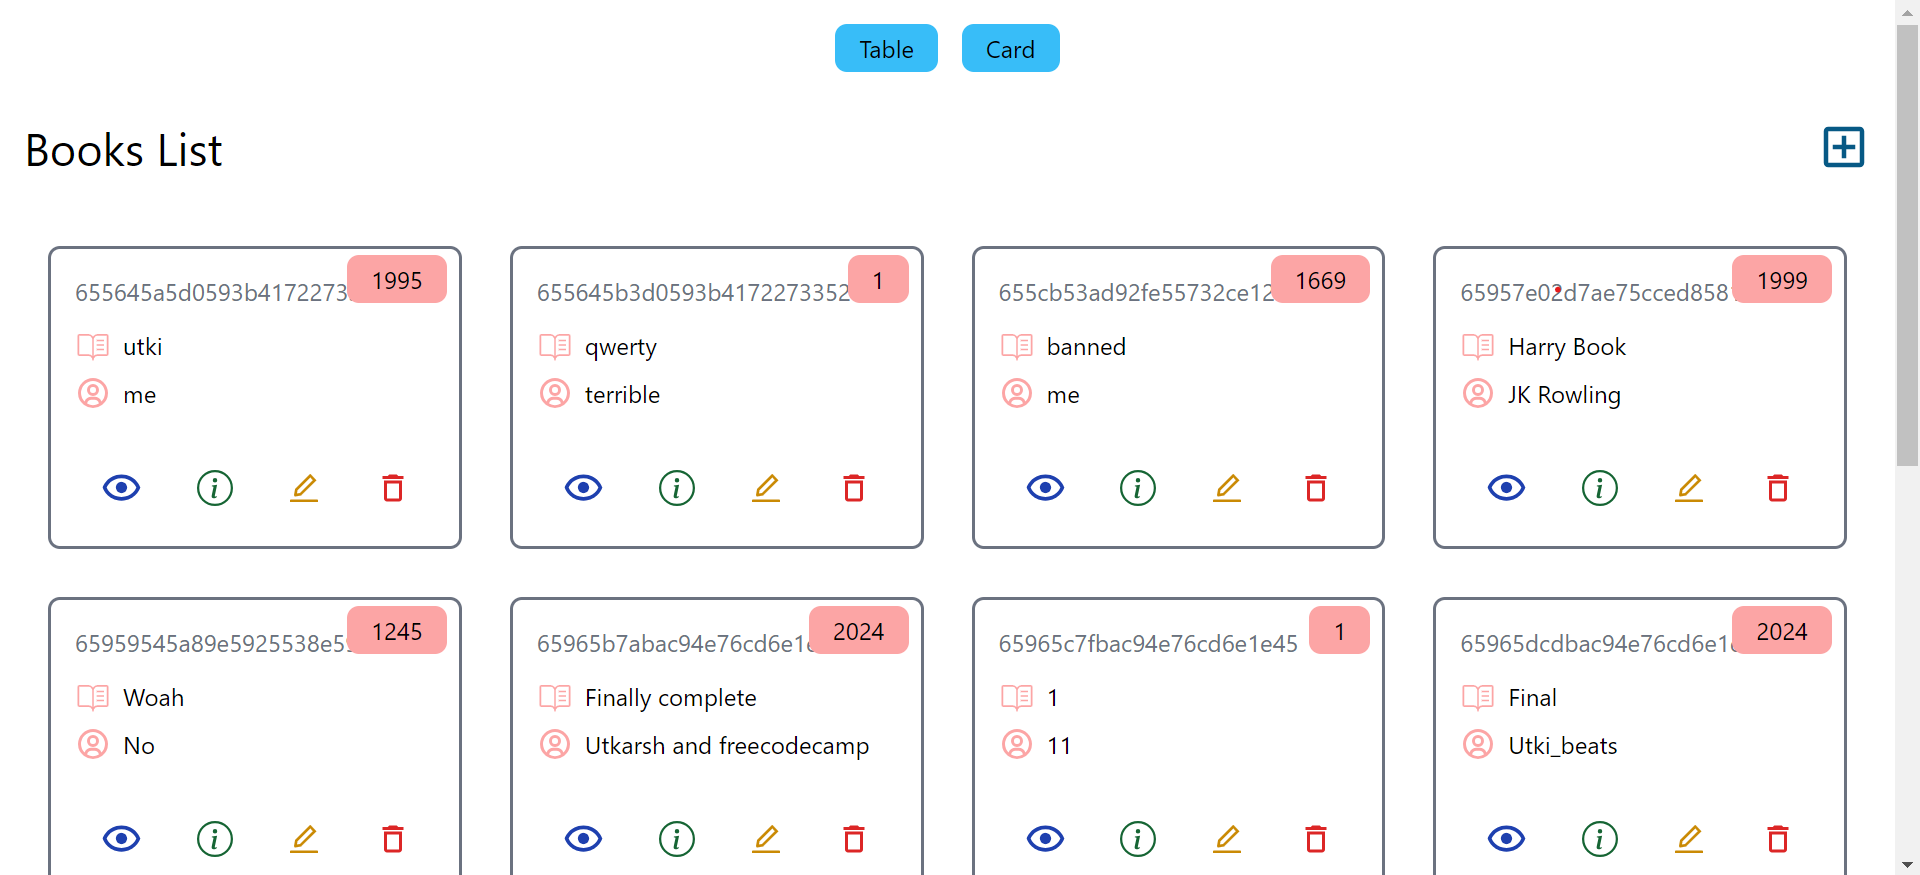 Table Card
Books List
655645a5d0593b4172273 1995
utki
me
655645b3d0593b4172273352 1
qwerty
terrible
655cb53ad92fe55732ce12 1669
banned
me
65957e02d7ae75cced858 1999
Harry Book
JK Rowling
65959545a89e5925538e5 1245
Woah
No
65965b7abac94e76cd6e1e 2024
Finally complete
Utkarsh and freecodecamp
65965c7fbac94e76cd6e1e45 1
1
11
65965dcdbac94e76cd6e1 2024
Final
Utki_beats